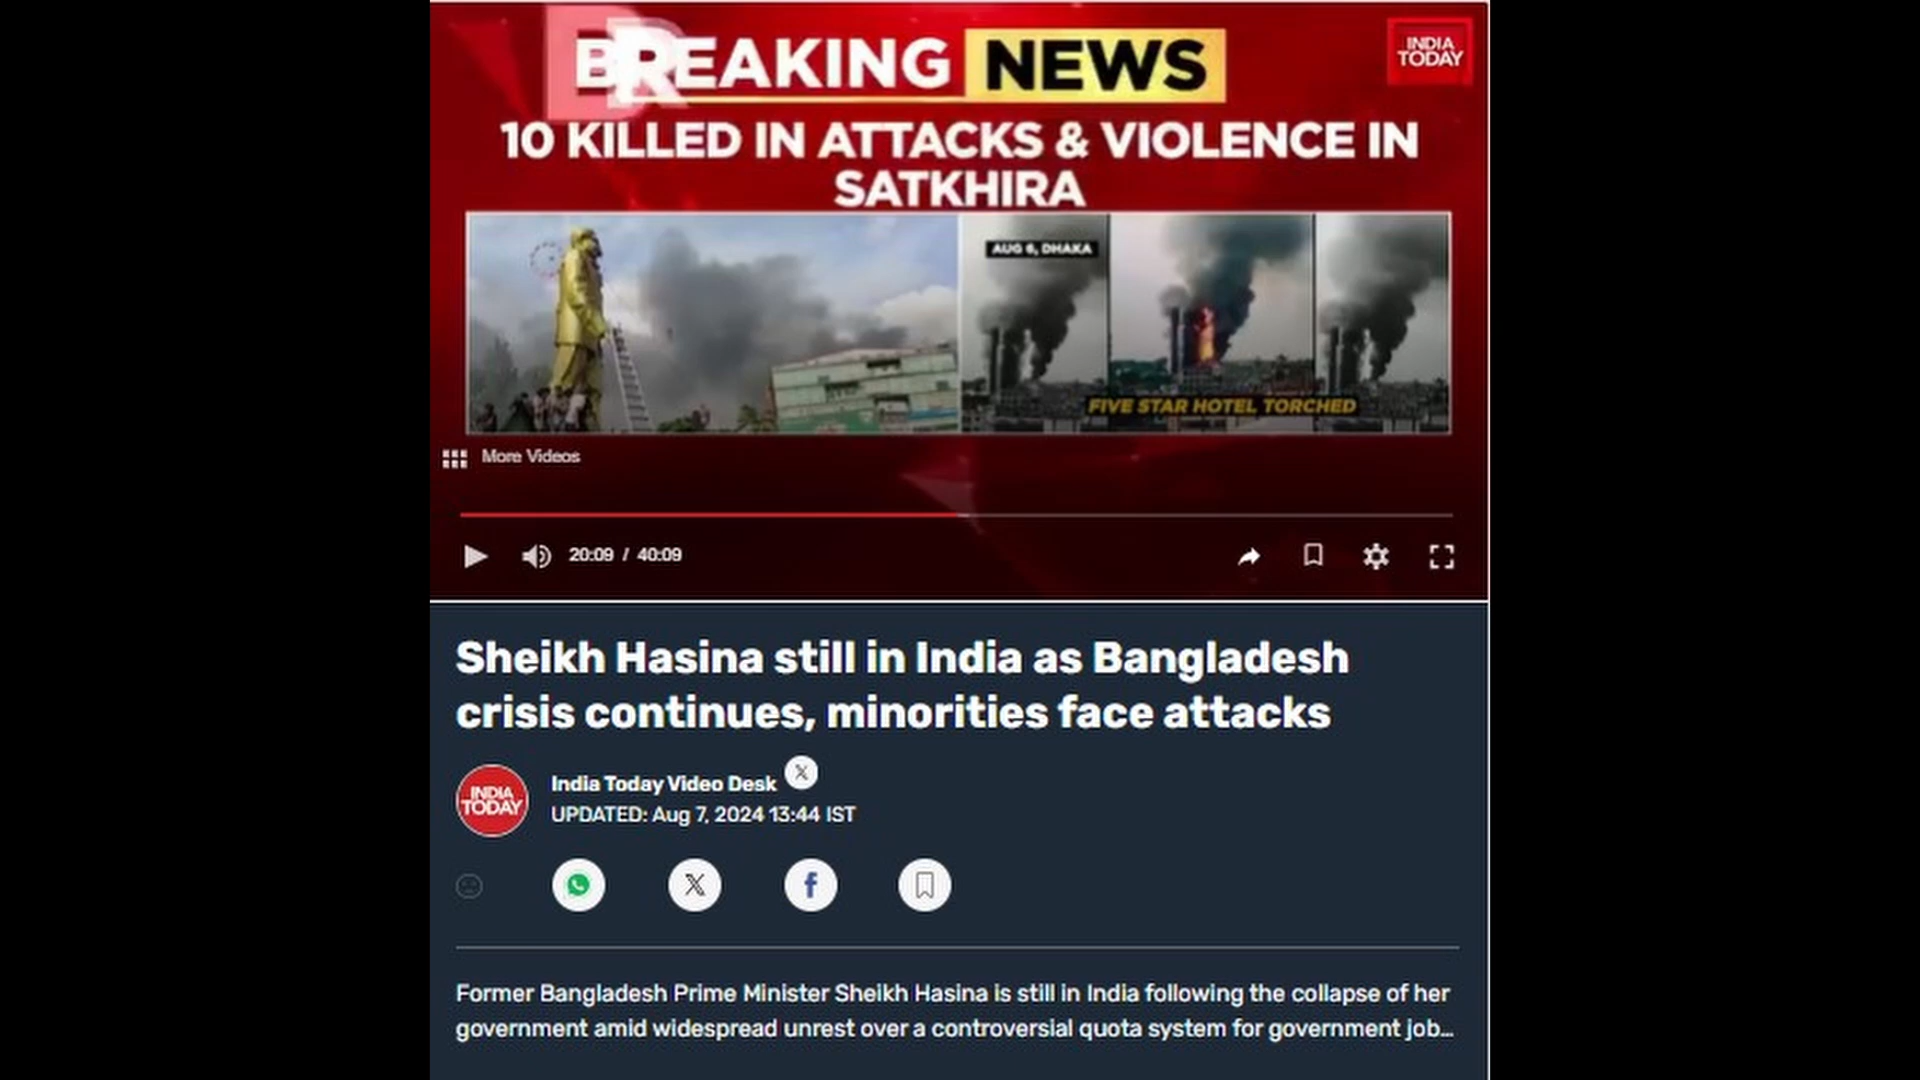 BREAKING NEWS
INDIA
TODAY
10 KILLED IN ATTACKS & VIOLENCE IN
SATKHIRA
AUG 6, DHAKA
FIVE STAR HOTEL TORCHED
More Videos
20:09 / 40:09
Sheikh Hasina still in India as Bangladesh
crisis continues, minorities face attacks
INDIA
TODAY
India Today Video Desk
UPDATED: Aug 7, 2024 13:44 IST
Former Bangladesh Prime Minister Sheikh Hasina is still in India following the collapse of her
government amid widespread unrest over a controversial quota system for government job...